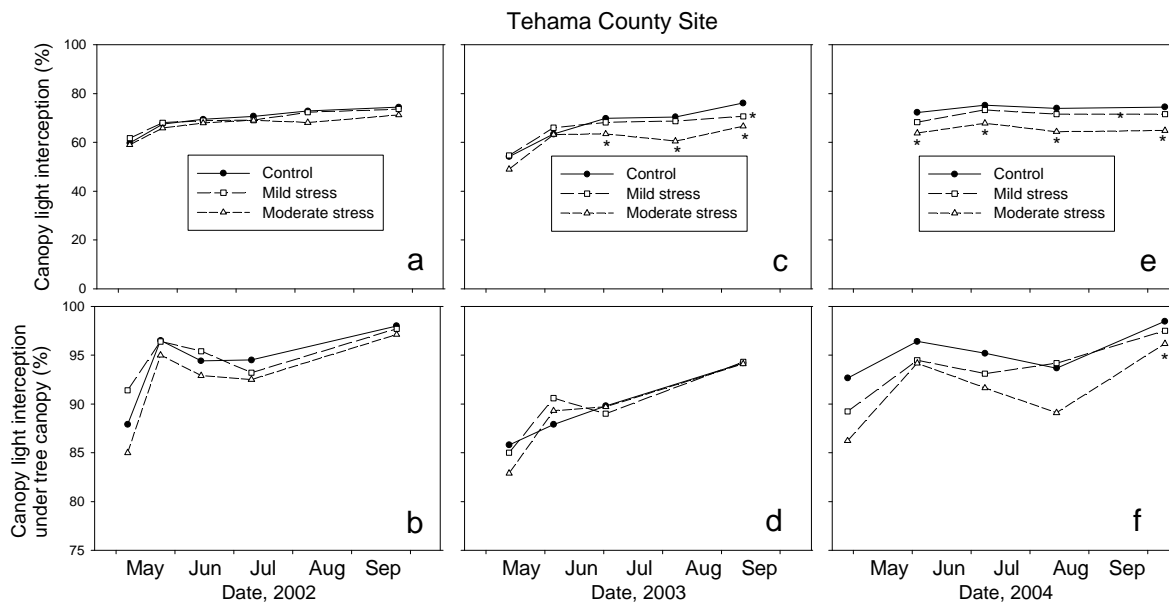 Tehama County Site
Canopy light interception (%)
100
80
60
40
20
0
Control
Mild stress
Moderate stress
a
Control
Mild stress
Moderate stress
*
*
*
*
c
Control
Mild stress
Moderate stress
*
*
*
*
*
e
Canopy light interception
under tree canopy (%)
100
95
90
85
80
75
b
d
*
f
May Jun Jul Aug Sep
Date, 2002
May Jun Jul Aug Sep
Date, 2003
May Jun Jul Aug Sep
Date, 2004